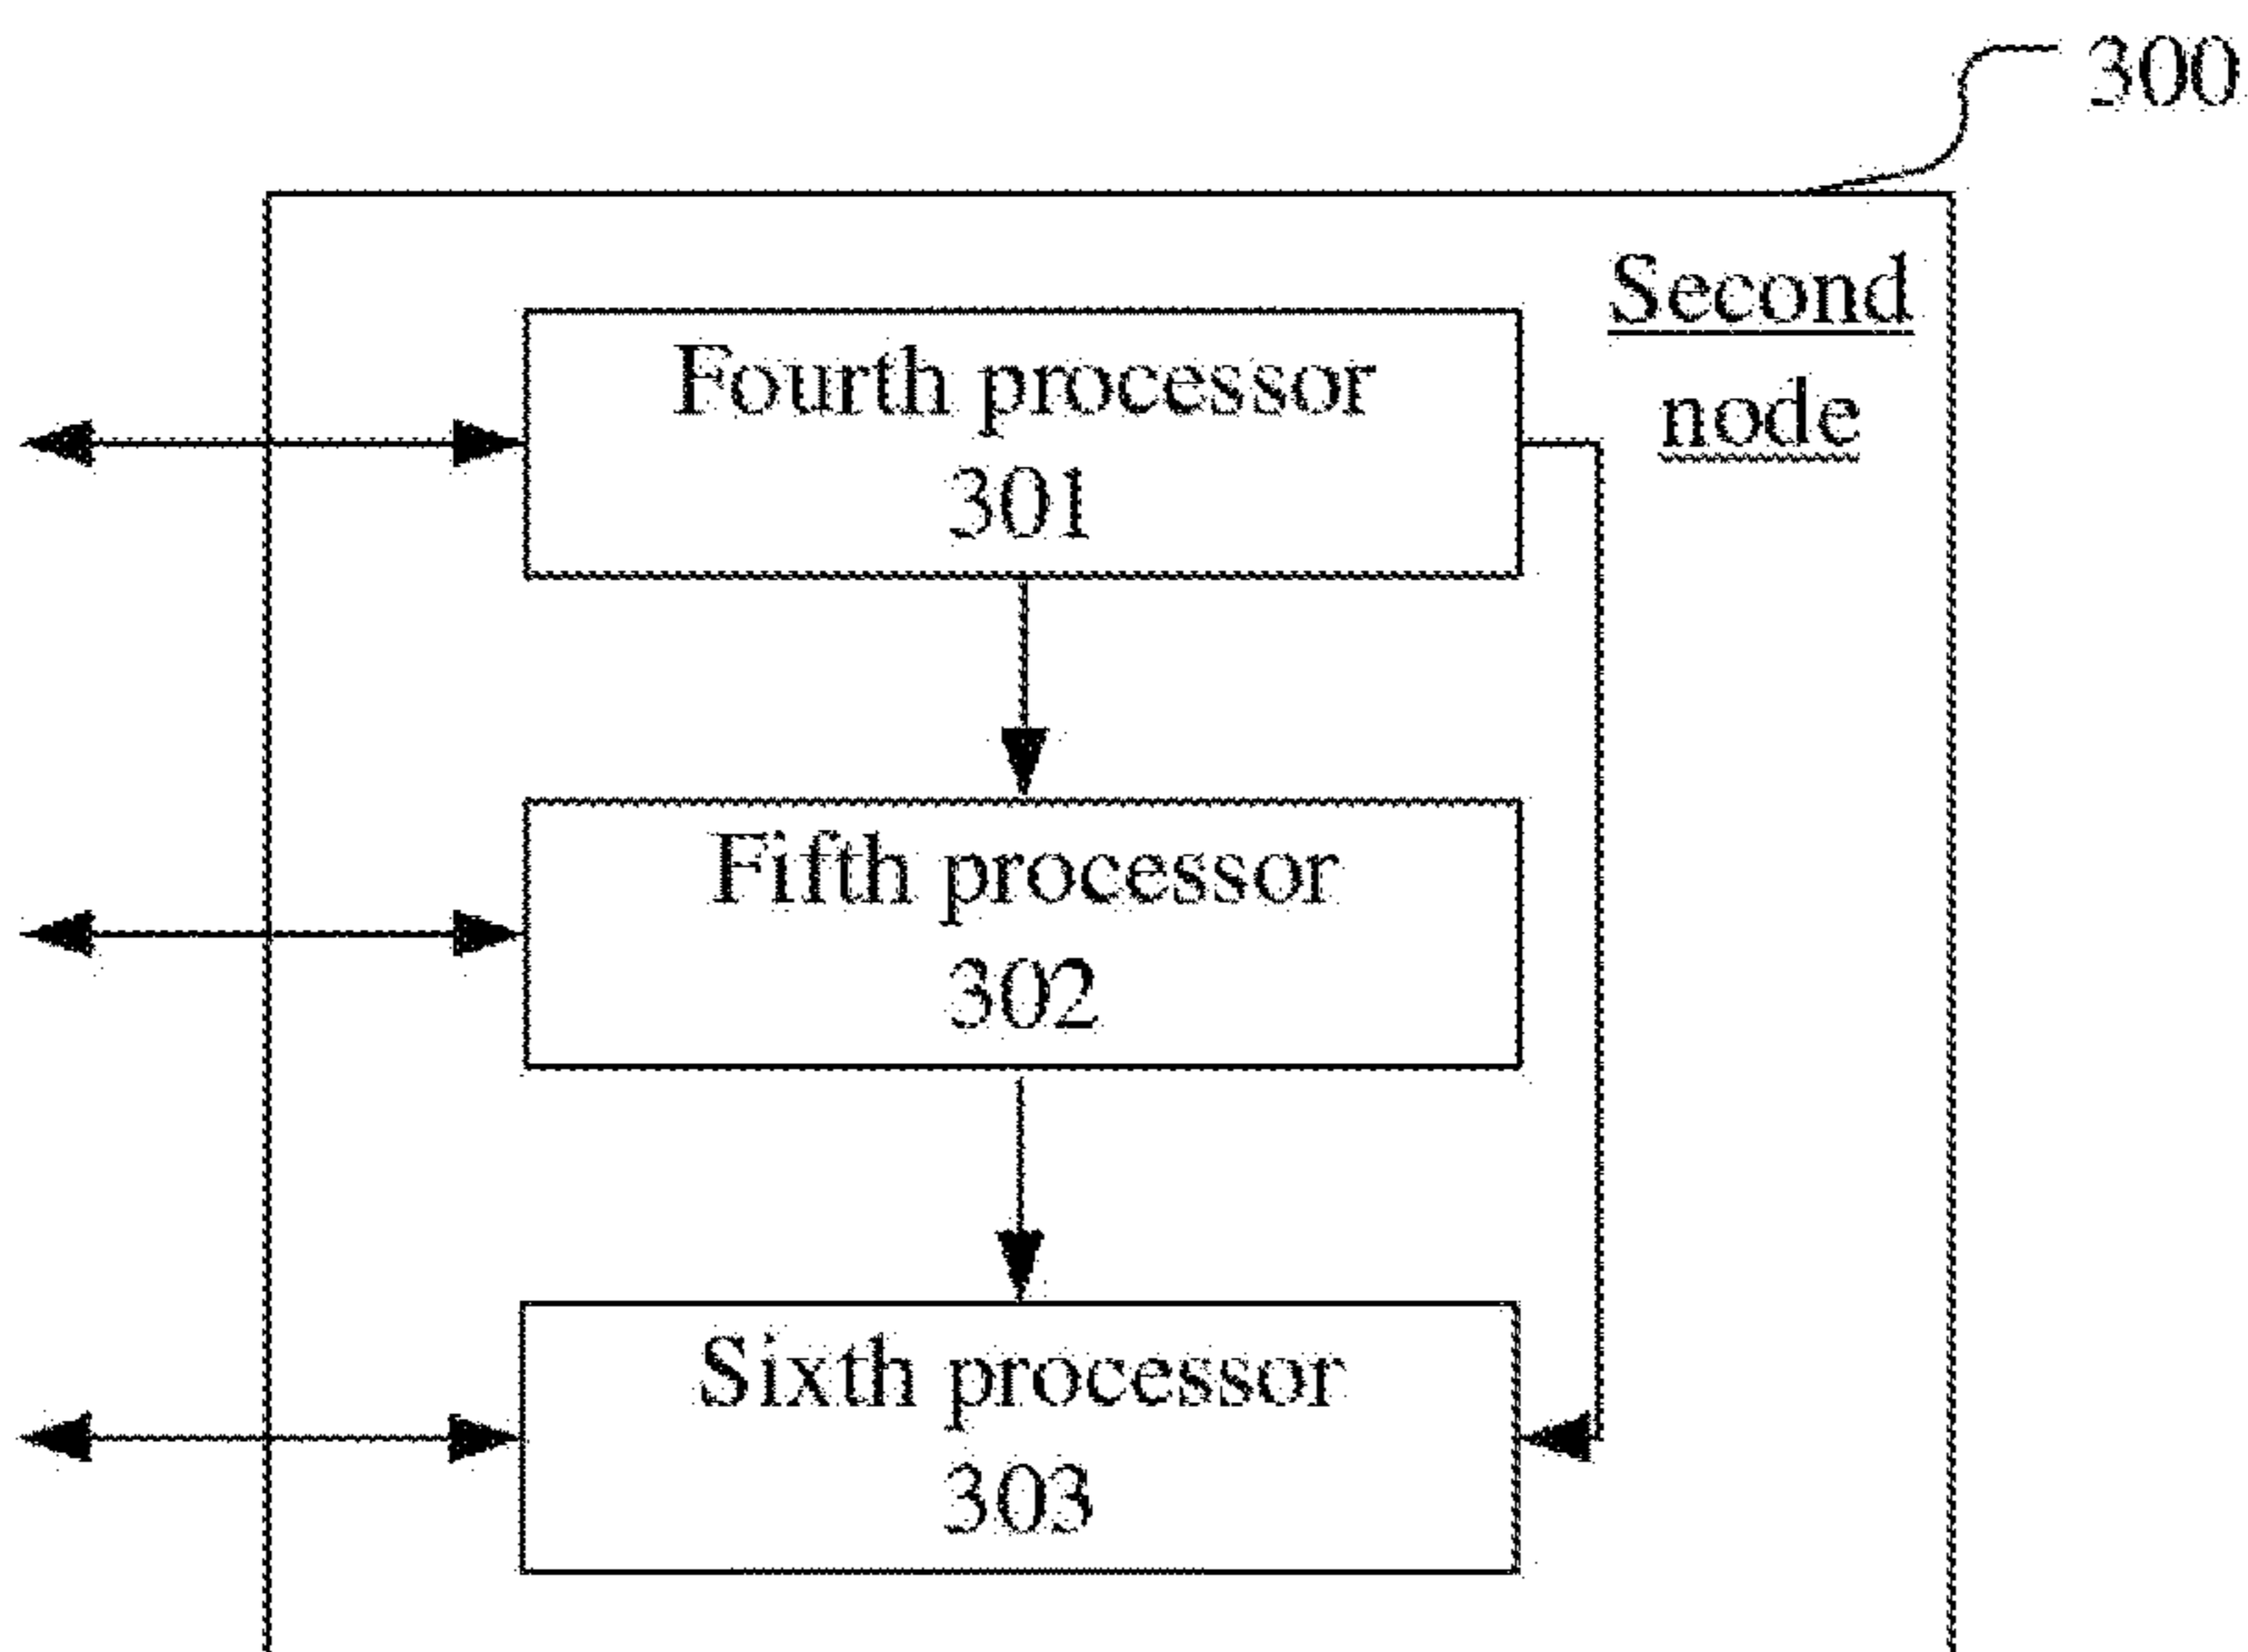 300
Second
node
Fourth processor
301
Fifth processor
302
Sixth processor
303